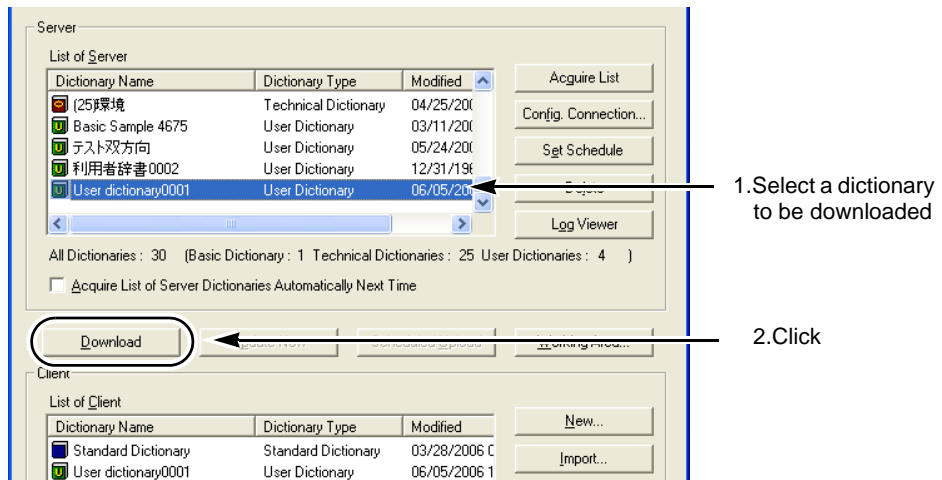 Server
List of Server
Dictionary Name Dictionary Type Modified
(25)環境 Technical Dictionary 04/25/200
Basic Sample 4675 User Dictionary 03/11/200
テスト双方向 User Dictionary 05/24/200
利用者辞書0002 User Dictionary 12/31/196
User dictionary0001 User Dictionary 06/05/20
Acquire List
Config. Connection...
Set Schedule
Delete
Log Viewer
1.Select a dictionary
to be downloaded
All Dictionaries : 30 (Basic Dictionary : 1 Technical Dictionaries : 25 User Dictionaries : 4 )
Acquire List of Server Dictionaries Automatically Next Time
Download Update Now Scheduled Upload Working Area...
2.Click
Client
List of Client
Dictionary Name Dictionary Type Modified
Standard Dictionary Standard Dictionary 03/28/2006 0
User dictionary0001 User Dictionary 06/05/2006 1
New...
Import...